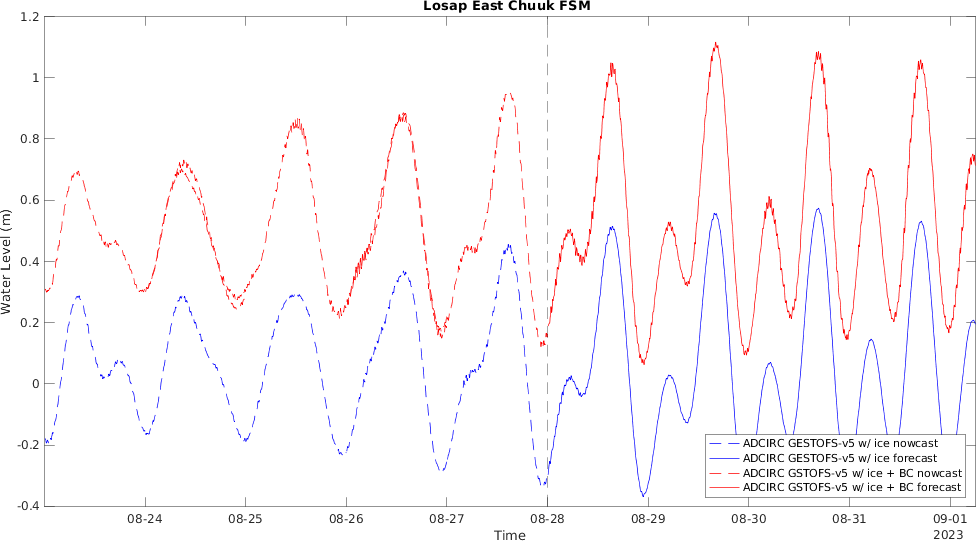 Losap East Chuuk FSM
1.2
1
0.8
0.6
0.4
0.2
0
-0.2
-0.4
Water Level (m)
ADCIRC GESTOFS-v5 w/ ice nowcast
ADCIRC GESTOFS-v5 w/ ice forecast
ADCIRC GSTOFS-v5 w/ ice + BC nowcast
ADCIRC GSTOFS-v5 w/ ice + BC forecast
08-24 08-25 08-26 08-27 08-28 08-29 08-30 08-31 09-01
Time 2023